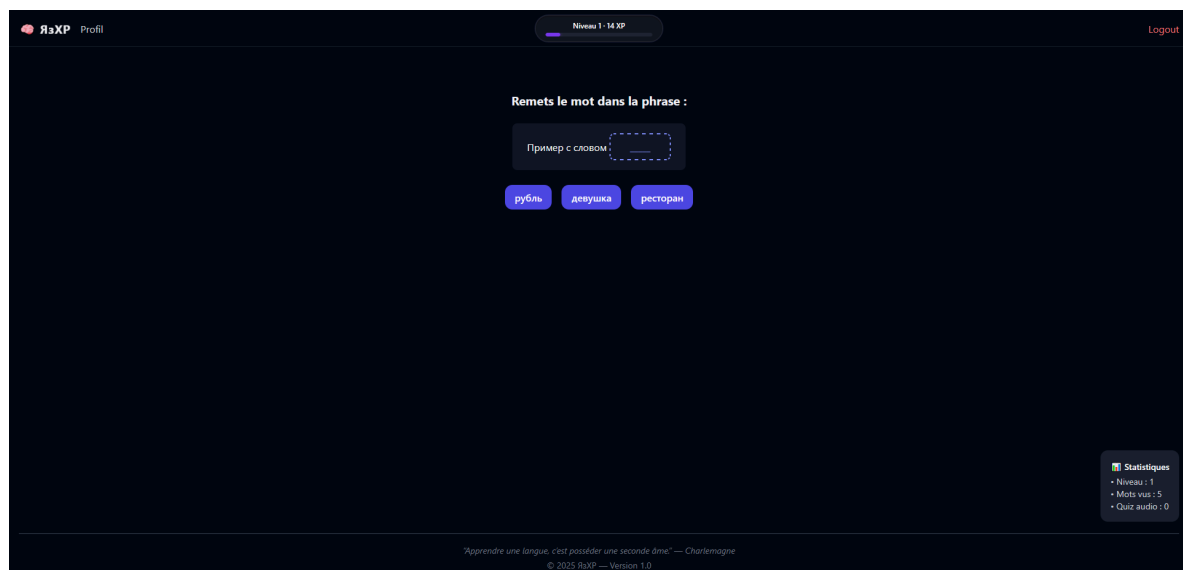 🧠 ЯзXP Profil Niveau 1 · 14 XP Logout
Remets le mot dans la phrase :
Пример с словом ____
рубль девушка ресторан
📊 Statistiques
• Niveau : 1
• Mots vus : 5
• Quiz audio : 0
"Apprendre une langue, c'est posséder une seconde âme." — Charlemagne
© 2025 ЯзXP — Version 1.0